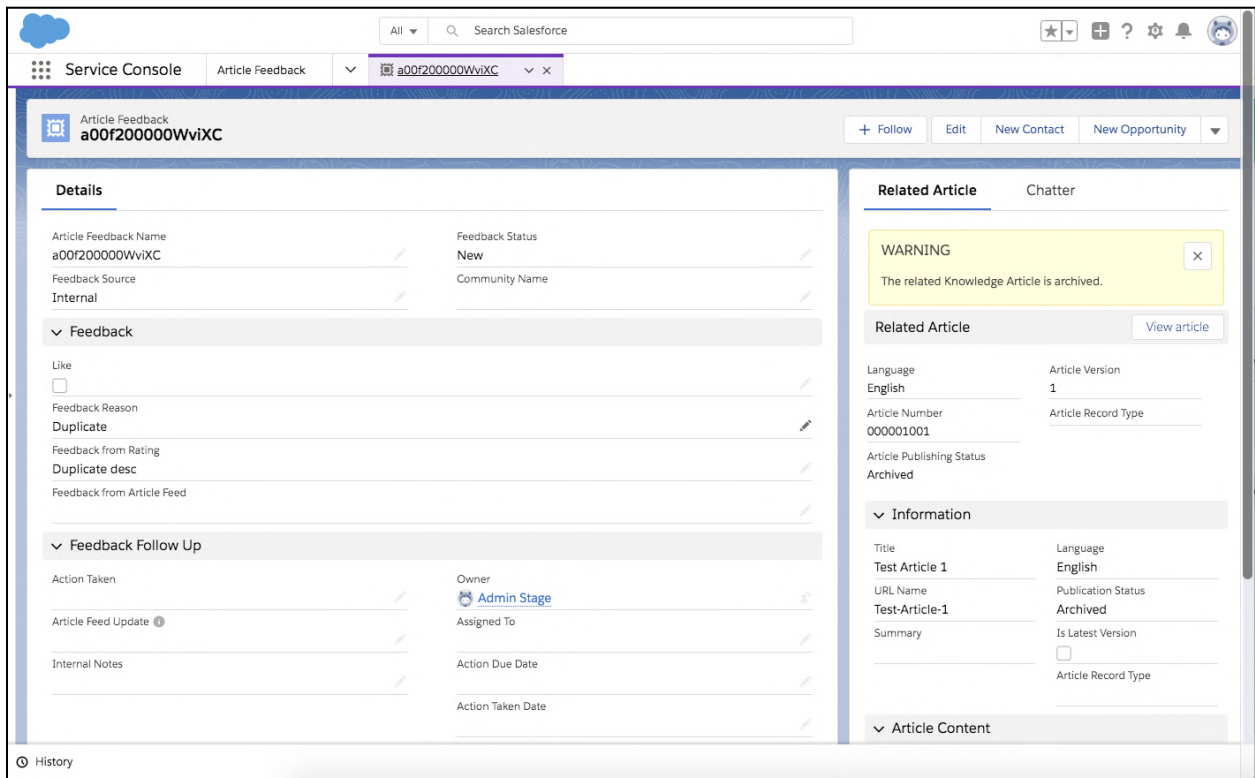 All
Search Salesforce
Service Console
Article Feedback
a00f200000WviXC
Article Feedback
a00f200000WviXC
+ Follow
Edit
New Contact
New Opportunity
Details
Article Feedback Name
a00f200000WviXC
Feedback Status
New
Feedback Source
Internal
Community Name
Feedback
Like
Feedback Reason
Duplicate
Feedback from Rating
Duplicate desc
Feedback from Article Feed
Feedback Follow Up
Action Taken
Owner
Admin Stage
Article Feed Update
Assigned To
Internal Notes
Action Due Date
Action Taken Date
Related Article
Chatter
WARNING
The related Knowledge Article is archived.
Related Article
View article
Language
English
Article Version
1
Article Number
000001001
Article Record Type
Article Publishing Status
Archived
Information
Title
Test Article 1
Language
English
URL Name
Test-Article-1
Publication Status
Archived
Summary
Is Latest Version
Article Record Type
Article Content
History